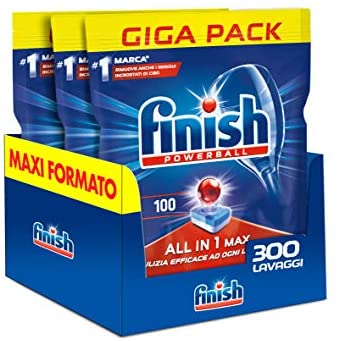 GIGA PACK
#1 MARCA*
RIMUOVE ANCHE I RESIDUI
INCROSTATI DI CIBO
finish
POWERBALL
MAXI FORMATO
100
ALL IN 1 MAX
ULIZIA EFFICACE AD OGNI L
300
LAVAGGI
finish
finish
#1
#1